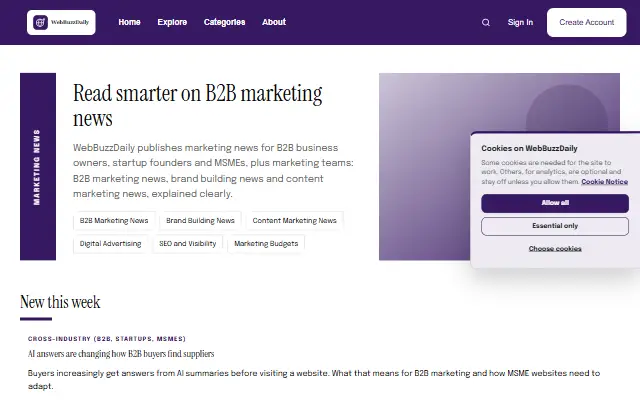 WebBuzzDaily
Home
Explore
Categories
About
Sign In
Create Account
MARKETING NEWS
Read smarter on B2B marketing
news
WebBuzzDaily publishes marketing news for B2B business
owners, startup founders and MSMEs, plus marketing teams:
B2B marketing news, brand building news and content
marketing news, explained clearly.
B2B Marketing News
Brand Building News
Content Marketing News
Digital Advertising
SEO and Visibility
Marketing Budgets
Cookies on WebBuzzDaily
Some cookies are needed for the site to
work. Others, for analytics, are optional and
stay off unless you allow them. Cookie Notice
Allow all
Essential only
Choose cookies
New this week
CROSS-INDUSTRY (B2B, STARTUPS, MSMES)
AI answers are changing how B2B buyers find suppliers
Buyers increasingly get answers from AI summaries before visiting a website. What that means for B2B marketing and how MSME websites need to
adapt.